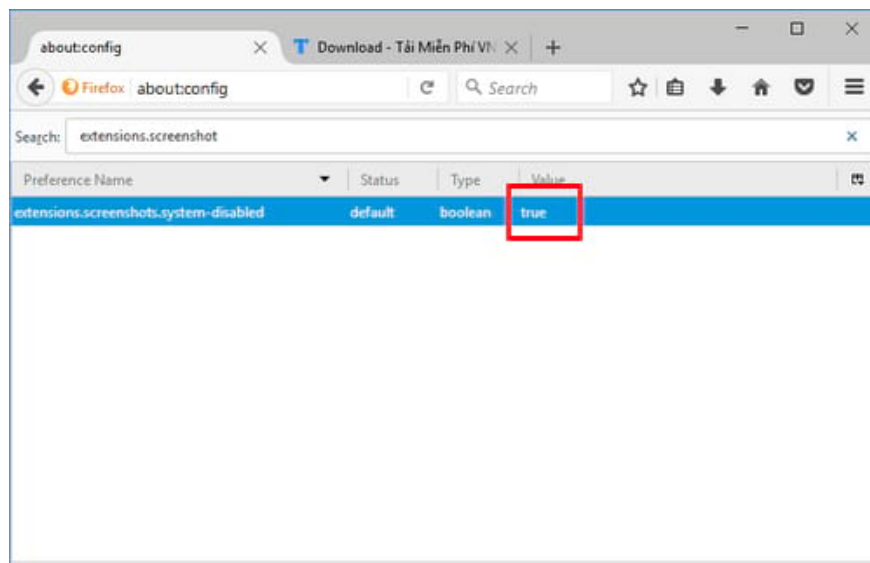 about:config
Download - Tải Miễn Phí VN
Firefox about:config Search
Search: extensions.screenshot
Preference Name Status Type Value
extensions.screenshots.system-disabled default boolean true